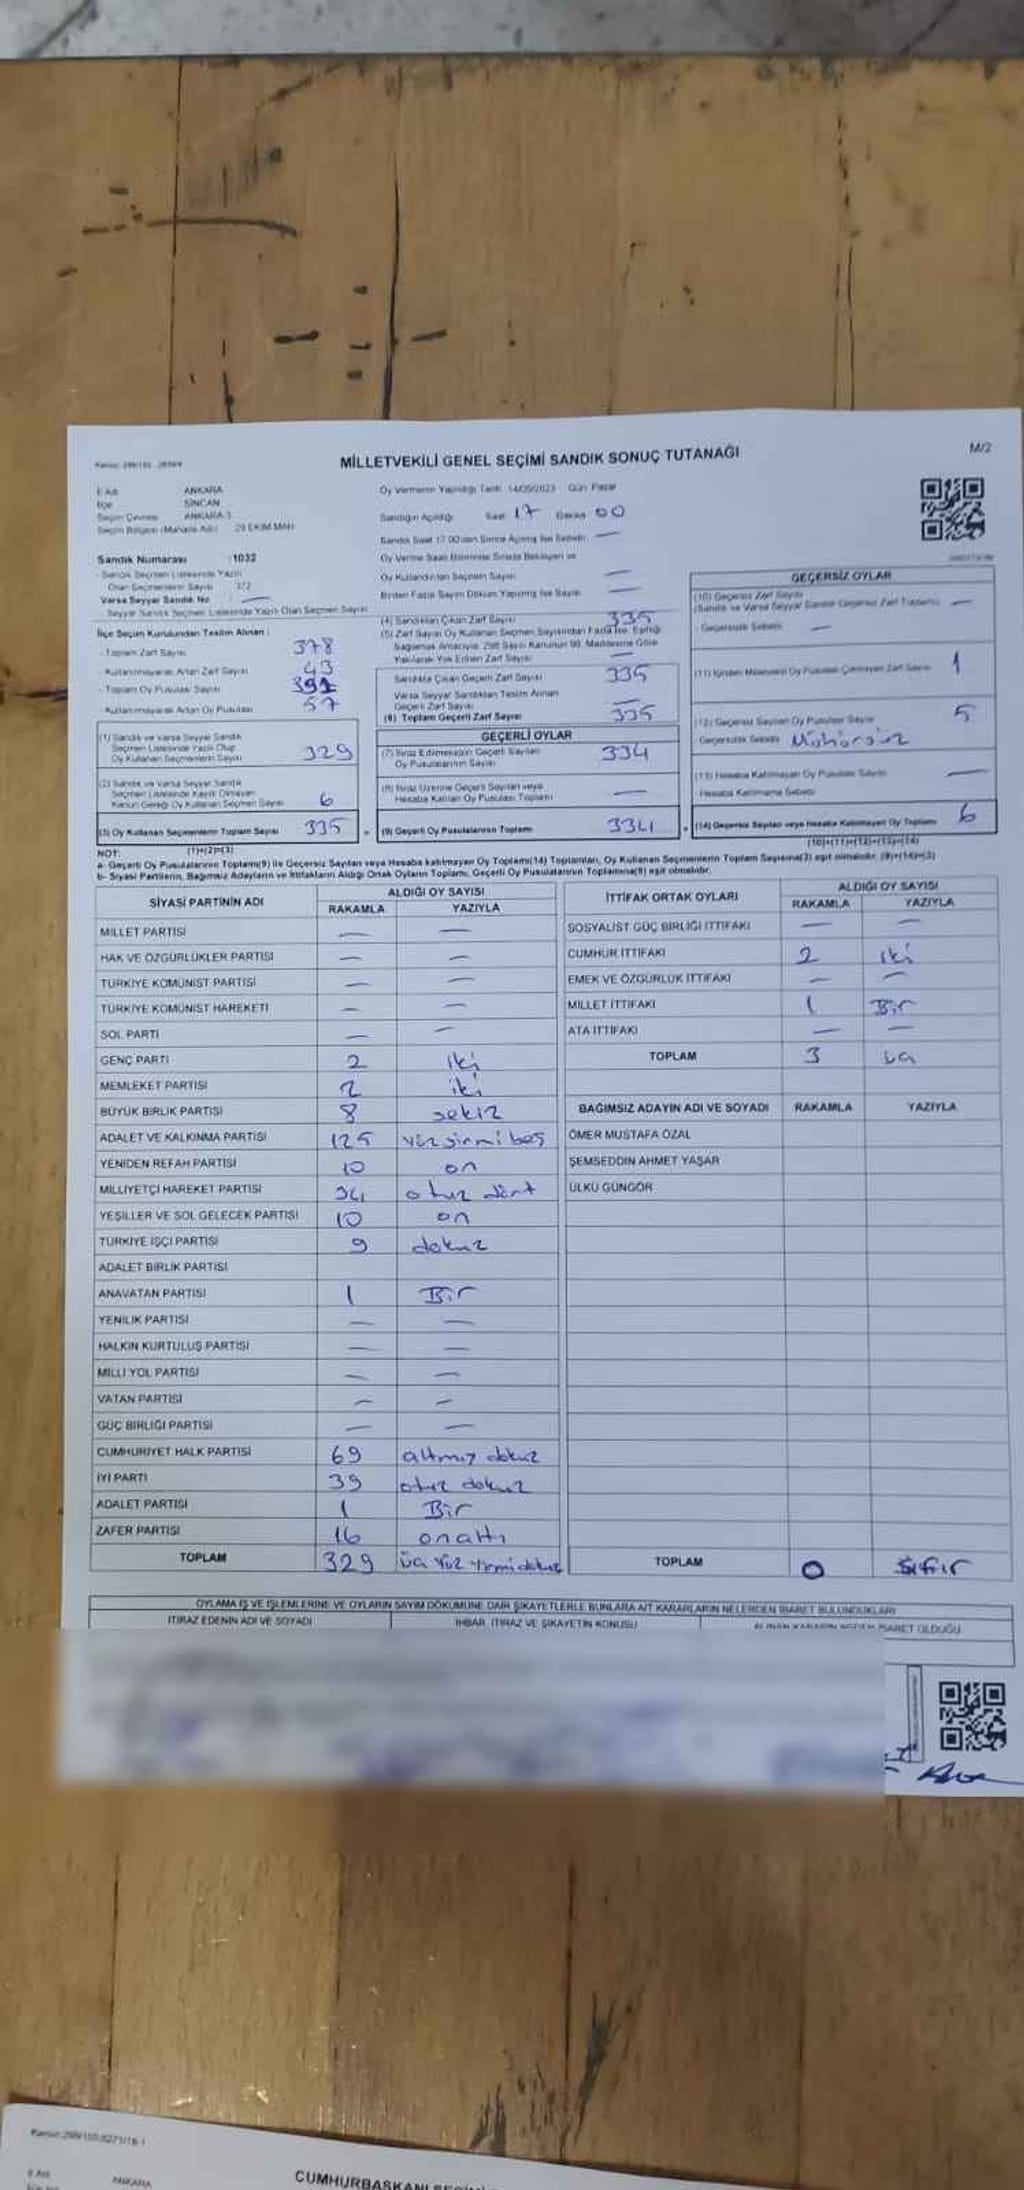 MİLLETVEKİLİ GENEL SEÇİMİ SANDIK SONUÇ TUTANAĞI
M/2
İl Adı ANKARA
İlçe SİNCAN
Seçim Çevresi ANKARA-3
Seçim Bölgesi (Mahalle Adı) 29 EKİM MAH.
Oy Vermenin Yapıldığı Tarih 14/05/2023 Gün Pazar
Sandığın Açıldığı Saat 17 Dakika 00
Sandık Saat 17:00'den Sonra Açılmış İse Sebebi —
Sandık Numarası :1032
Sandık Seçmen Listesinde Yazılı
Olan Seçmenlerin Sayısı 372
Varsa Seyyar Sandık No : —
Seyyar Sandık Seçmen Listesinde Yazılı Olan Seçmen Sayısı
Oy Verme Saati Bitiminde Sırada Bekleyen ve
Oy Kullandırılan Seçmen Sayısı —
Birden Fazla Sayım Döküm Yapılmış İse Sayısı —
İlçe Seçim Kurulundan Teslim Alınan :
- Toplam Zarf Sayısı 378
- Kullanılmayarak Artan Zarf Sayısı 43
- Toplam Oy Pusulası Sayısı
- Kullanılmayarak Artan Oy Pusulası 57
(1) Sandık ve Varsa Seyyar Sandık
Seçmen Listesinde Yazılı Olup
Oy Kullanan Seçmenlerin Sayısı 329
(2) Sandık ve Varsa Seyyar Sandık
Seçmen Listesinde Kayıtlı Olmayan
Kanun Gereği Oy Kullanan Seçmen Sayısı 6
(3) Oy Kullanan Seçmenlerin Toplam Sayısı 335
(1)+(2)=(3)
(4) Sandıktan Çıkan Zarf Sayısı 335
(5) Zarf Sayısı Oy Kullanan Seçmen Sayısından Fazla İse, Eşitliği
Sağlamak Amacıyla, 298 Sayılı Kanunun 98. Maddesine Göre
Yakılarak Yok Edilen Zarf Sayısı —
Sandıkta Çıkan Geçerli Zarf Sayısı 335
Varsa Seyyar Sandıktan Teslim Alınan
Geçerli Zarf Sayısı —
(6) Toplam Geçerli Zarf Sayısı 335
GEÇERLİ OYLAR
(7) İtiraz Edilmeksizin Geçerli Sayılan
Oy Pusulalarının Sayısı 334
(8) İtiraz Üzerine Geçerli Sayılan veya
Hesaba Katılan Oy Pusulası Toplamı —
(9) Geçerli Oy Pusulalarının Toplamı 334
GEÇERSİZ OYLAR
(10) Geçersiz Zarf Sayısı
(Sandık ve Varsa Seyyar Sandık Geçersiz Zarf Toplamı) —
- Geçersizlik Sebebi —
(11) İçinden Milletvekili Oy Pusulası Çıkmayan Zarf Sayısı 1
(12) Geçersiz Sayılan Oy Pusulası Sayısı 5
- Geçersizlik Sebebi Mühürsüz
(13) Hesaba Katılmayan Oy Pusulası Sayısı —
- Hesaba Katılmama Sebebi
(14) Geçersiz Sayılan veya Hesaba Katılmayan Oy Toplamı 6
(10)+(11)+(12)+(13)=(14)
NOT:
a- Geçerli Oy Pusulalarının Toplamı(9) ile Geçersiz Sayılan veya Hesaba katılmayan Oy Toplamı(14) Toplamları, Oy Kullanan Seçmenlerin Toplam Sayısına(3) eşit olmalıdır. (9)+(14)=(3)
b- Siyasi Partilerin, Bağımsız Adayların ve İttifakların Aldığı Ortak Oyların Toplamı, Geçerli Oy Pusulalarının Toplamına(9) eşit olmalıdır.
SİYASİ PARTİNİN ADI ALDIĞI OY SAYISI
RAKAMLA YAZIYLA
MİLLET PARTİSİ — —
HAK VE ÖZGÜRLÜKLER PARTİSİ — —
TÜRKİYE KOMÜNİST PARTİSİ — —
TÜRKİYE KOMÜNİST HAREKETİ — —
SOL PARTİ — —
GENÇ PARTİ 2 iki
MEMLEKET PARTİSİ 2 iki
BÜYÜK BİRLİK PARTİSİ 8 sekiz
ADALET VE KALKINMA PARTİSİ 125 yüz yirmi beş
YENİDEN REFAH PARTİSİ 10 on
MİLLİYETÇİ HAREKET PARTİSİ 34 otuz dört
YEŞİLLER VE SOL GELECEK PARTİSİ 10 on
TÜRKİYE İŞÇİ PARTİSİ 9 dokuz
ADALET BİRLİK PARTİSİ
ANAVATAN PARTİSİ 1 Bir
YENİLİK PARTİSİ — —
HALKIN KURTULUŞ PARTİSİ — —
MİLLİ YOL PARTİSİ — —
VATAN PARTİSİ — —
GÜÇ BİRLİĞİ PARTİSİ — —
CUMHURİYET HALK PARTİSİ 69 altmış dokuz
İYİ PARTİ 39 otuz dokuz
ADALET PARTİSİ 1 Bir
ZAFER PARTİSİ 16 onaltı
TOPLAM 329 üç yüz yirmi dokuz
İTTİFAK ORTAK OYLARI ALDIĞI OY SAYISI
RAKAMLA YAZIYLA
SOSYALİST GÜÇ BİRLİĞİ İTTİFAKI — —
CUMHUR İTTİFAKI 2 iki
EMEK VE ÖZGÜRLÜK İTTİFAKI — —
MİLLET İTTİFAKI 1 Bir
ATA İTTİFAKI — —
TOPLAM 3 üç
BAĞIMSIZ ADAYIN ADI VE SOYADI RAKAMLA YAZIYLA
ÖMER MUSTAFA ÖZAL
ŞEMSEDDİN AHMET YAŞAR
ÜLKÜ GÜNGÖR
TOPLAM 0 sıfır
OYLAMA İŞ VE İŞLEMLERİNE VE OYLARIN SAYIM DÖKÜMÜNE DAİR ŞİKAYETLERLE BUNLARA AİT KARARLARIN NELERDEN İBARET BULUNDUKLARI
İTİRAZ EDENİN ADI VE SOYADI İHBAR, İTİRAZ VE ŞİKAYETİN KONUSU ALINAN KARARIN NEDEN İBARET OLDUĞU
İl Adı ANKARA
CUMHURBAŞKANI